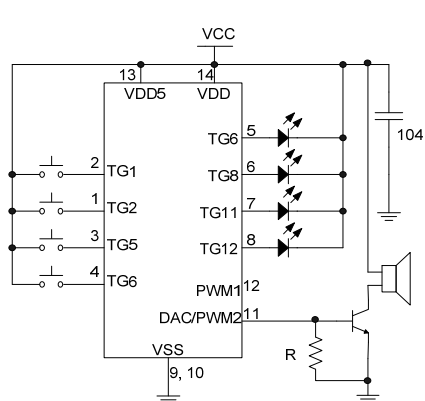 VCC
13
14
VDD5
VDD
TG6
5
2
TG1
TG8
6
104
1
TG2
TG11
7
3
TG5
TG12
8
4
TG6
PWM1
12
DAC/PWM2
11
VSS
R
9, 10